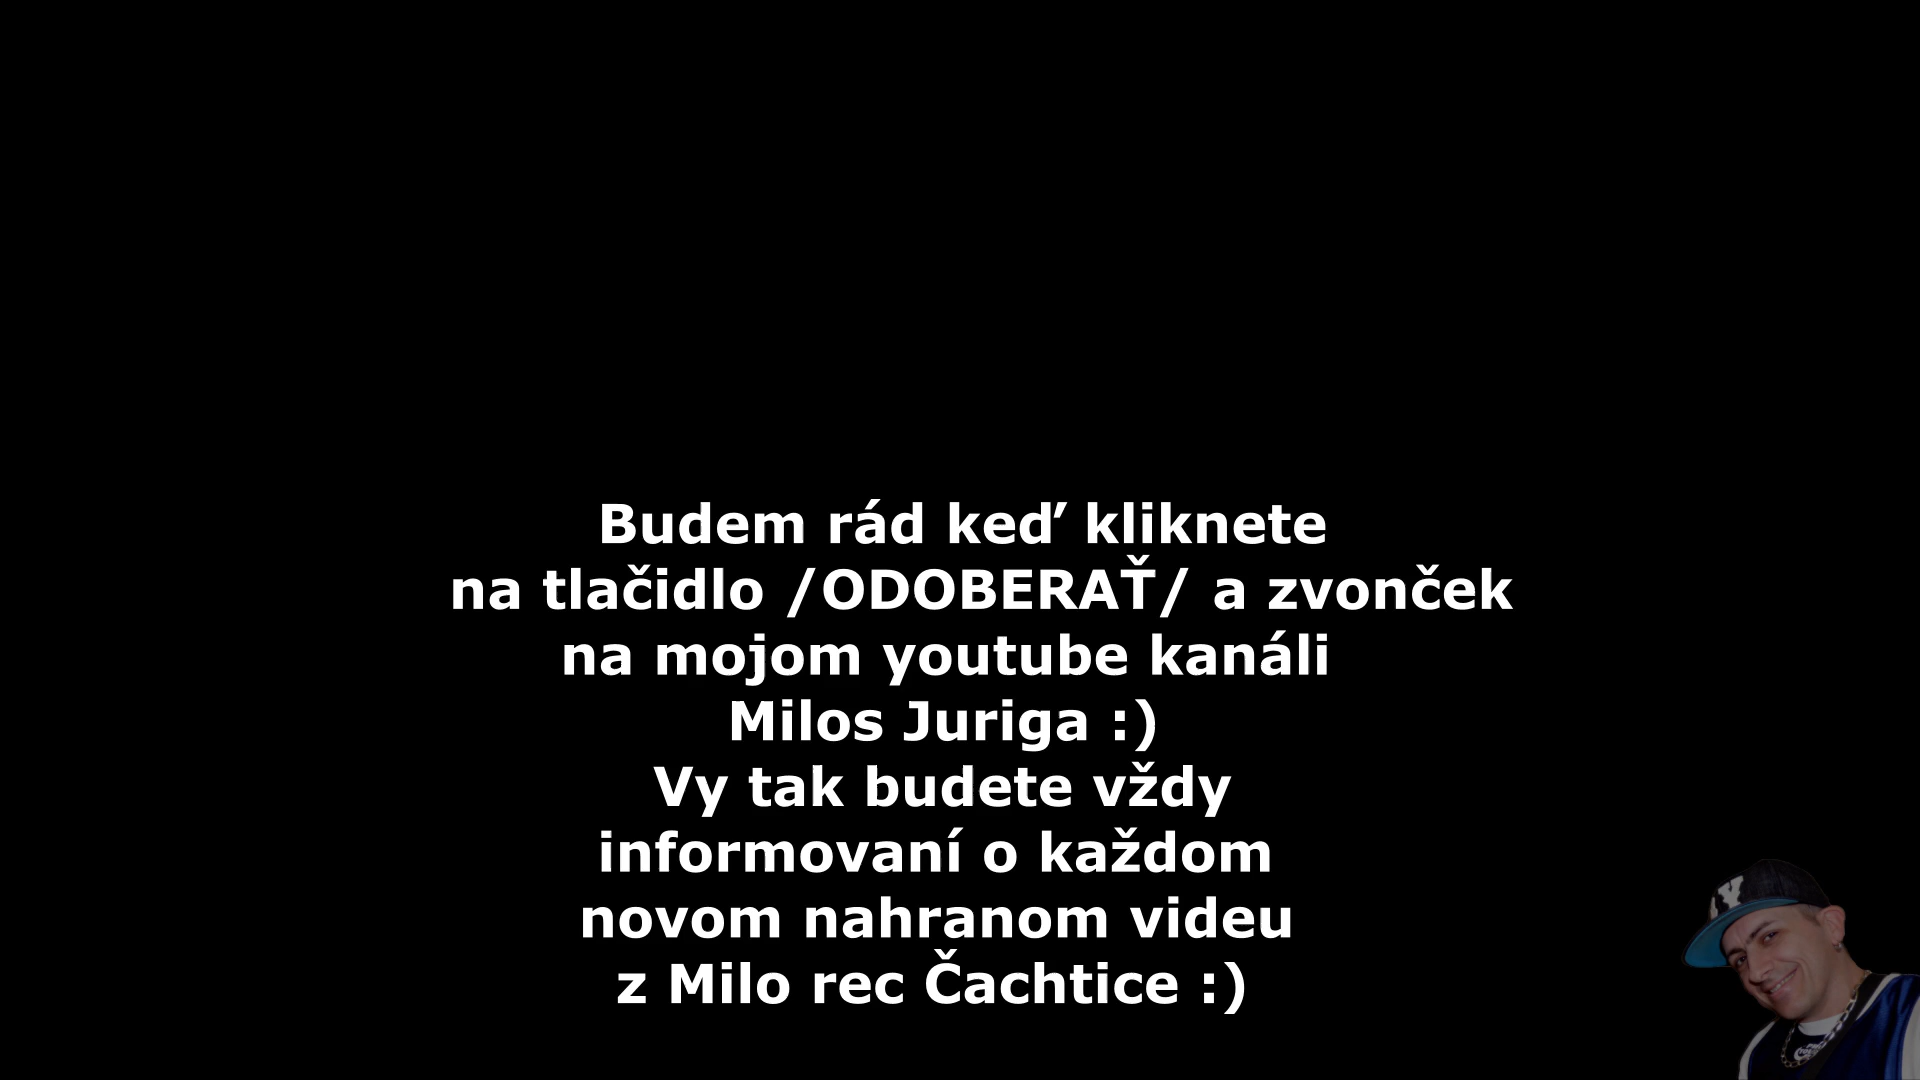 Budem rád keď kliknete
na tlačidlo /ODOBERAŤ/ a zvonček
na mojom youtube kanáli
Milos Juriga :)
Vy tak budete vždy
informovaní o každom
novom nahranom videu
z Milo rec Čachtice :)